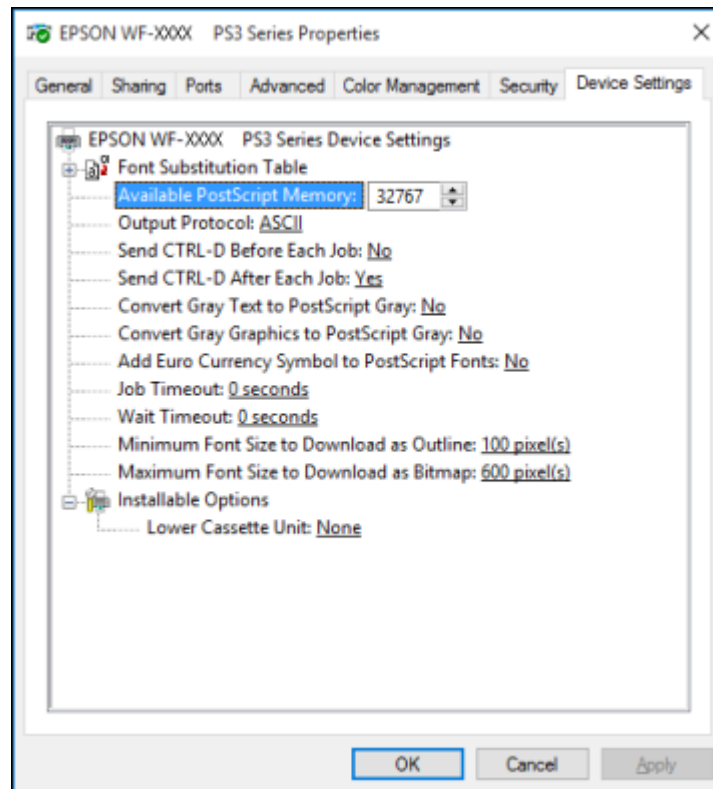 EPSON WF-XXXX PS3 Series Properties
General Sharing Ports Advanced Color Management Security Device Settings
EPSON WF-XXXX PS3 Series Device Settings
Font Substitution Table
Available PostScript Memory: 32767
Output Protocol: ASCII
Send CTRL-D Before Each Job: No
Send CTRL-D After Each Job: Yes
Convert Gray Text to PostScript Gray: No
Convert Gray Graphics to PostScript Gray: No
Add Euro Currency Symbol to PostScript Fonts: No
Job Timeout: 0 seconds
Wait Timeout: 0 seconds
Minimum Font Size to Download as Outline: 100 pixel(s)
Maximum Font Size to Download as Bitmap: 600 pixel(s)
Installable Options
Lower Cassette Unit: None
OK Cancel Apply